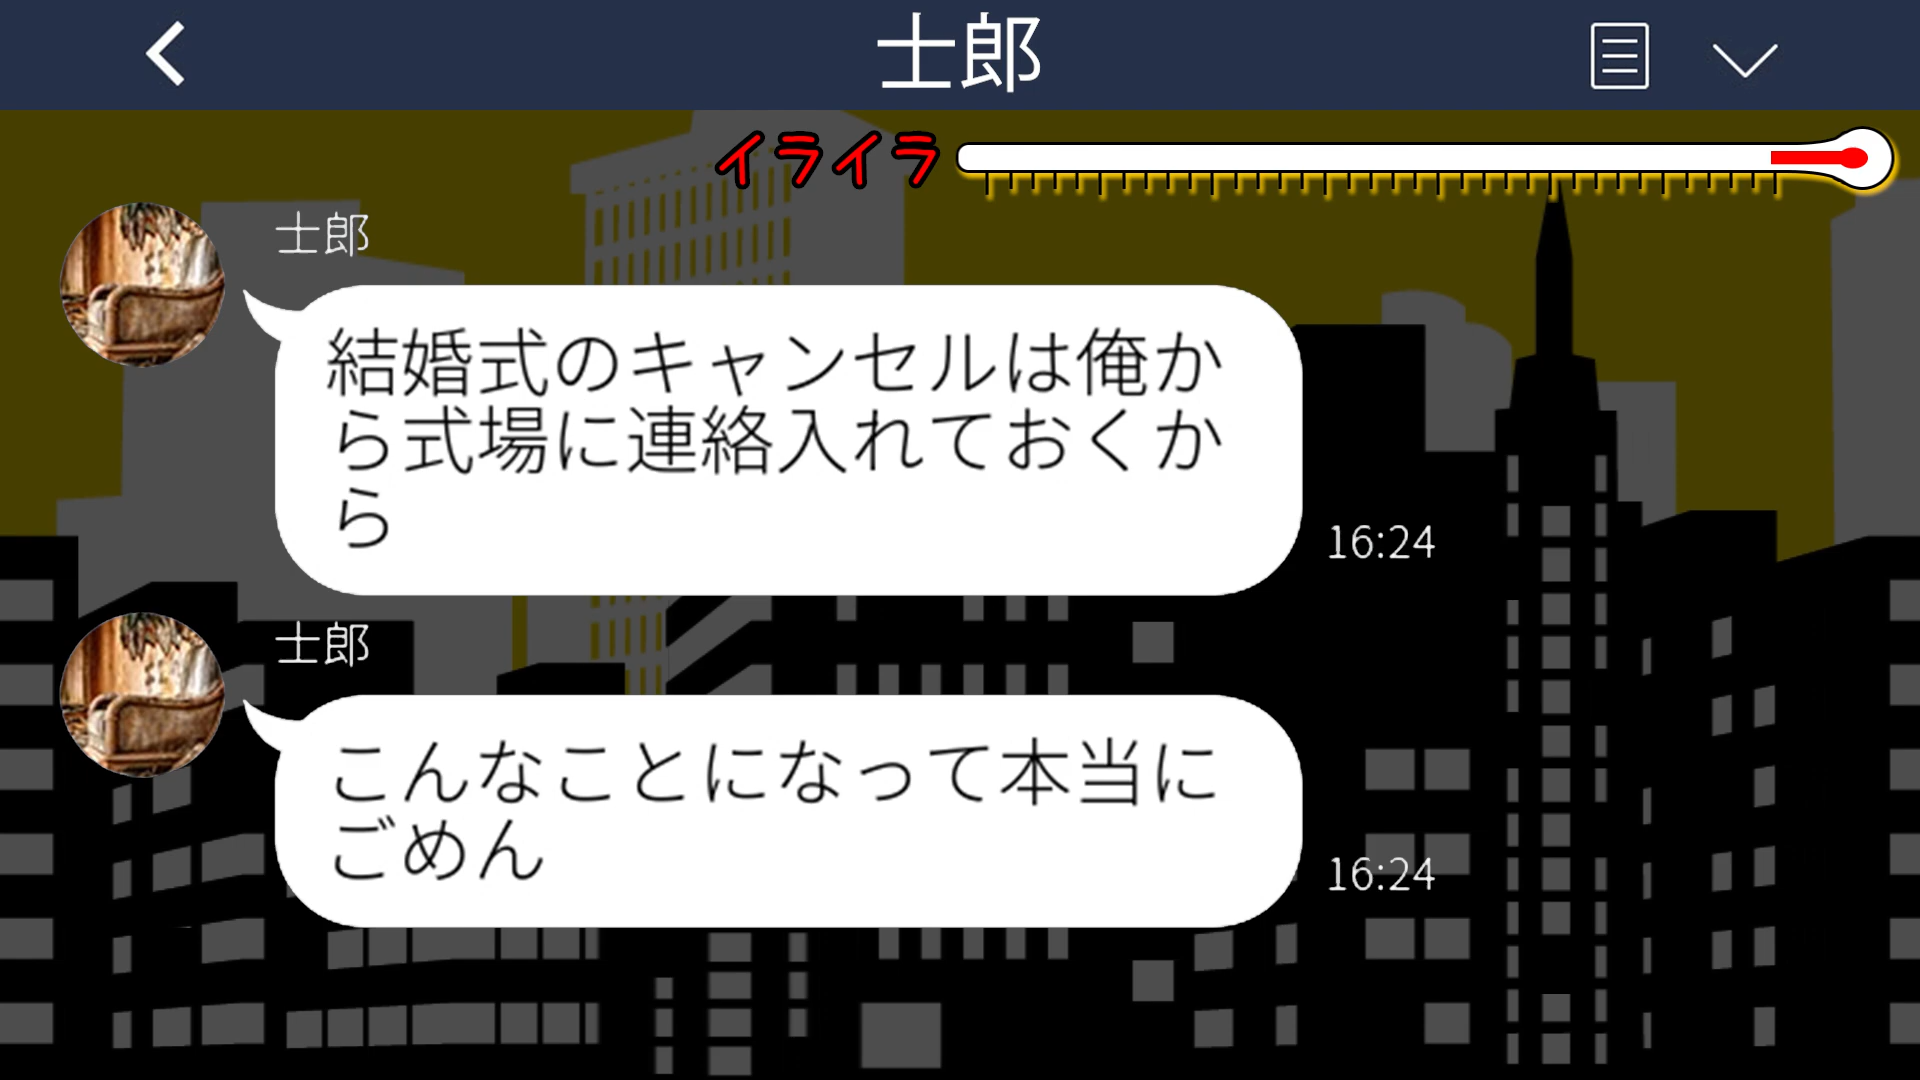 士郎
イライラ
士郎
結婚式のキャンセルは俺か
ら式場に連絡入れておくか
ら
16:24
士郎
こんなことになって本当に
ごめん
16:24